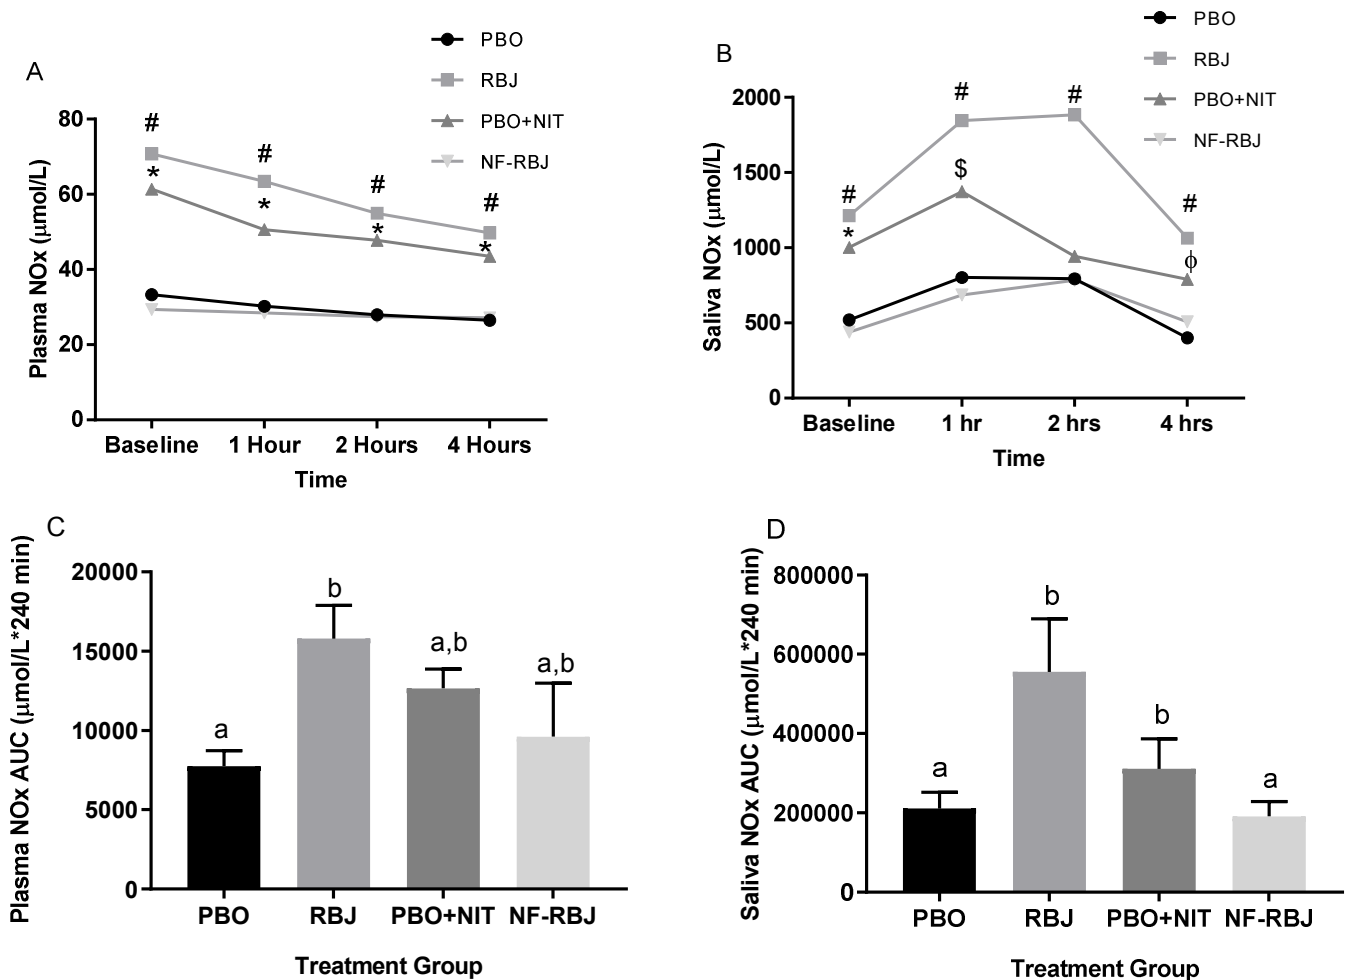 A
PBO
RBJ
PBO+NIT
NF-RBJ
Plasma NOx (μmol/L)
80
60
40
20
0
#
#
#
#
*
*
*
*
Baseline
1 Hour
2 Hours
4 Hours
Time
B
PBO
RBJ
PBO+NIT
NF-RBJ
Saliva NOx (μmol/L)
2000
1500
1000
500
0
#
#
#
#
*
$
ϕ
Baseline
1 hr
2 hrs
4 hrs
Time
C
Plasma NOx AUC (μmol/L*240 min)
20000
15000
10000
5000
0
a
b
a,b
a,b
PBO
RBJ
PBO+NIT
NF-RBJ
Treatment Group
D
Saliva NOx AUC (μmol/L*240 min)
800000
600000
400000
200000
0
a
b
b
a
PBO
RBJ
PBO+NIT
NF-RBJ
Treatment Group